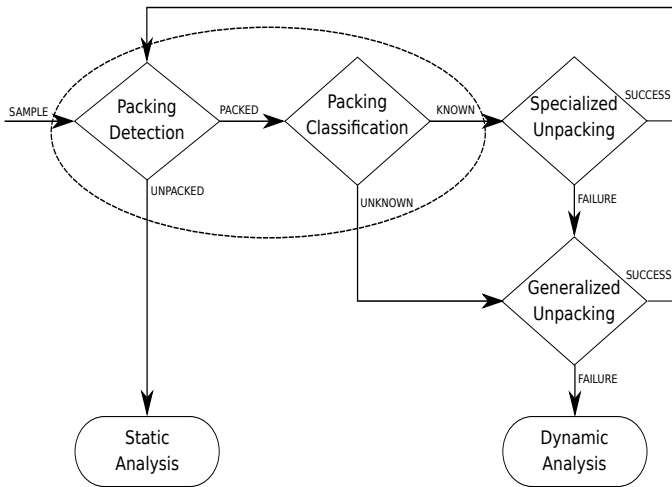 SAMPLE
Packing
Detection
PACKED
Packing
Classification
KNOWN
Specialized
Unpacking
SUCCESS
UNPACKED
UNKNOWN
FAILURE
Generalized
Unpacking
SUCCESS
FAILURE
Static
Analysis
Dynamic
Analysis